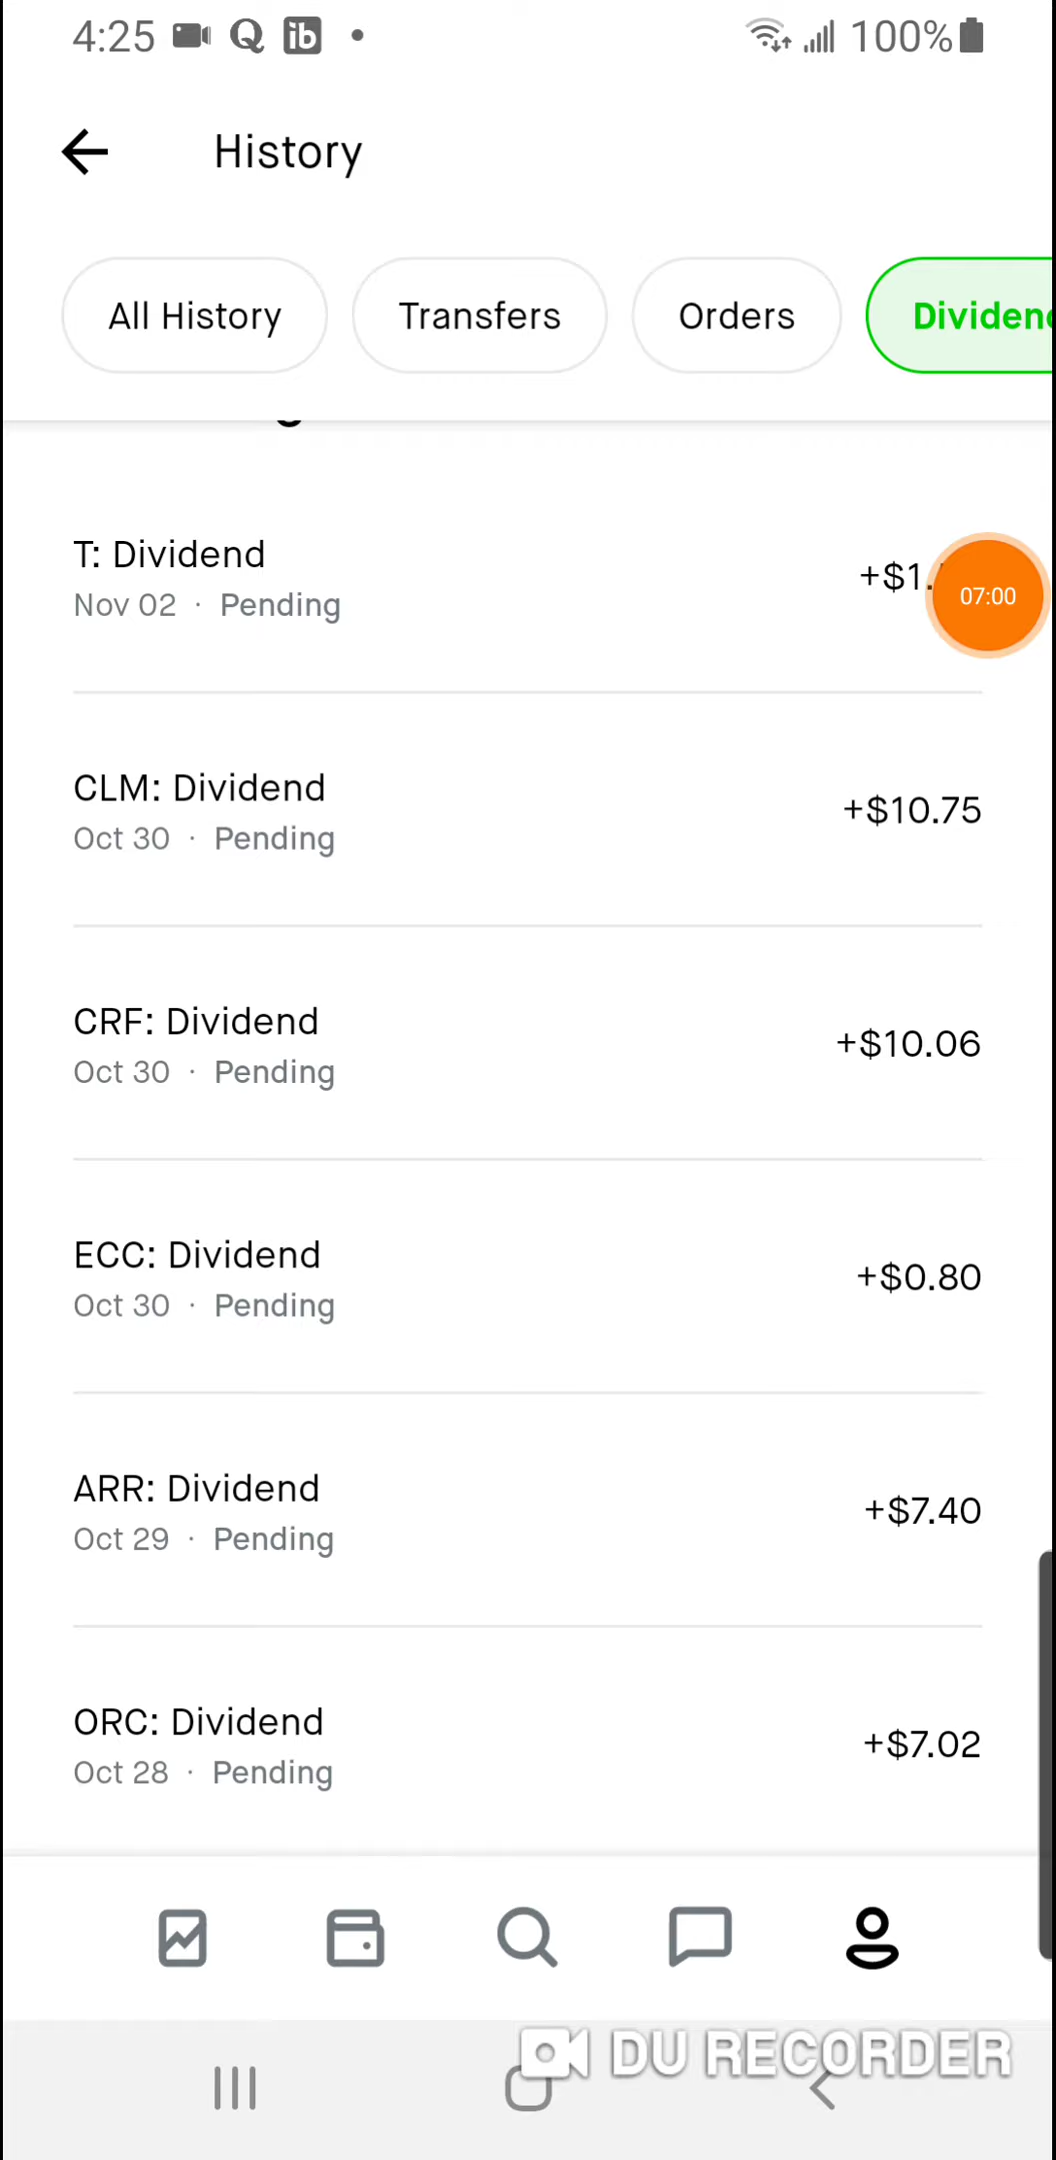 4:25 Q ib 100%
History
All History Transfers Orders
T: Dividend
Nov 02 · Pending
07:00
CLM: Dividend
+$10.75
Oct 30 · Pending
CRF: Dividend
+$10.06
Oct 30 · Pending
ECC: Dividend
+$0.80
Oct 30 · Pending
ARR: Dividend
+$7.40
Oct 29 · Pending
ORC: Dividend
+$7.02
Oct 28 · Pending
DU RECORDER